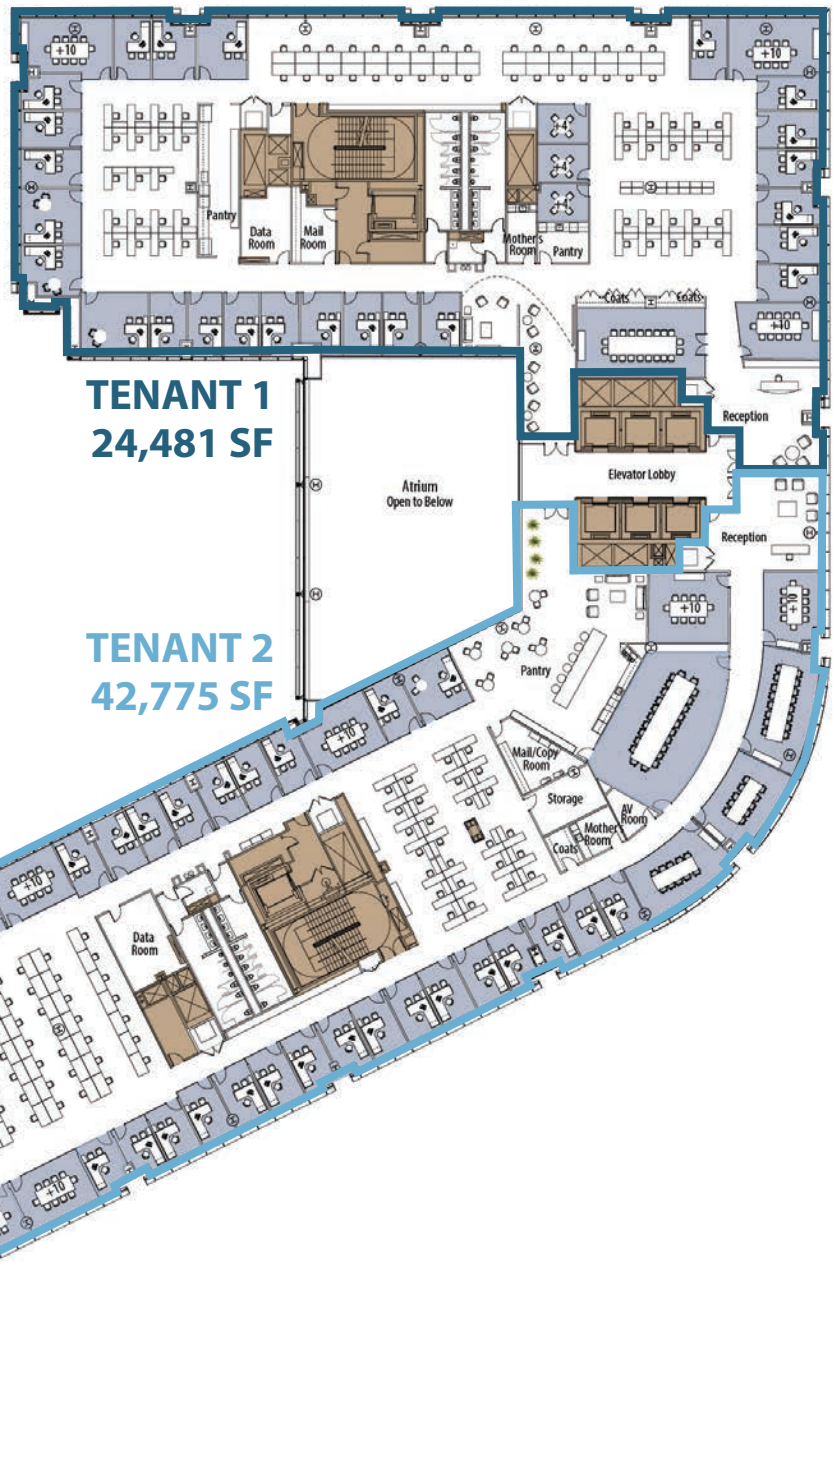 +10
+10
Pantry
Data
Room
Mail
Room
Mother's
Room
Pantry
Coats
Coats
+10
TENANT 1
24,481 SF
Reception
Elevator Lobby
Atrium
Open to Below
Reception
+10
+10
TENANT 2
42,775 SF
Pantry
+10
Mail/Copy
Room
Storage
AV
Room
Mother's
Room
Coats
+10
Data
Room
+10